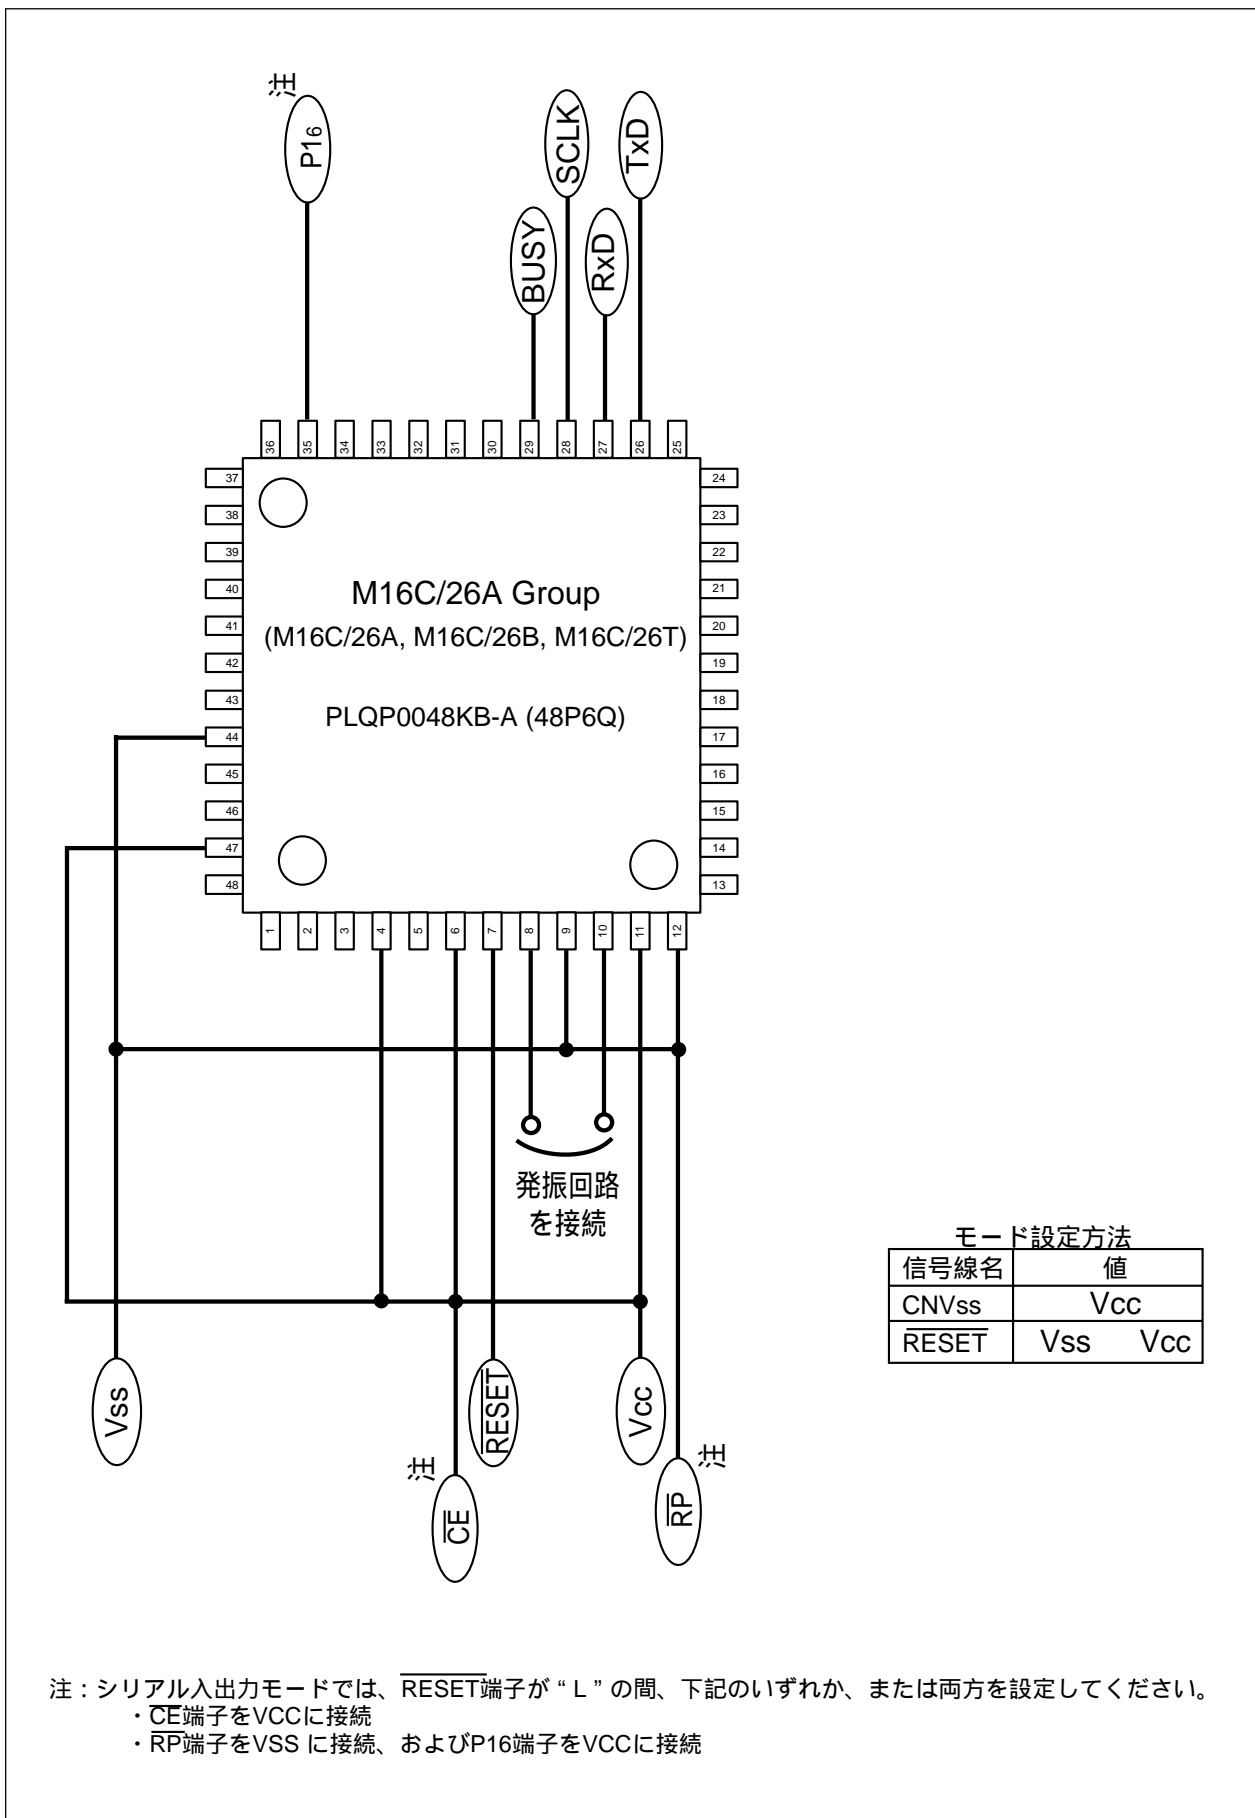 注
P16
BUSY
SCLK
RxD
TxD
36 35 34 33 32 31 30 29 28 27 26 25
37 24
38 23
39 22
40 21
41 20
42 19
43 18
44 17
45 16
46 15
47 14
48 13
M16C/26A Group
(M16C/26A, M16C/26B, M16C/26T)
PLQP0048KB-A (48P6Q)
1 2 3 4 5 6 7 8 9 10 11 12
発振回路
を接続
モード設定方法
信号線名 値
CNVss Vcc
RESET Vss Vcc
Vss
注
CE
RESET
Vcc
注
RP
注：シリアル入出力モードでは、RESET端子が“L”の間、下記のいずれか、または両方を設定してください。
・CE端子をVCCに接続
・RP端子をVSS に接続、およびP16端子をVCCに接続